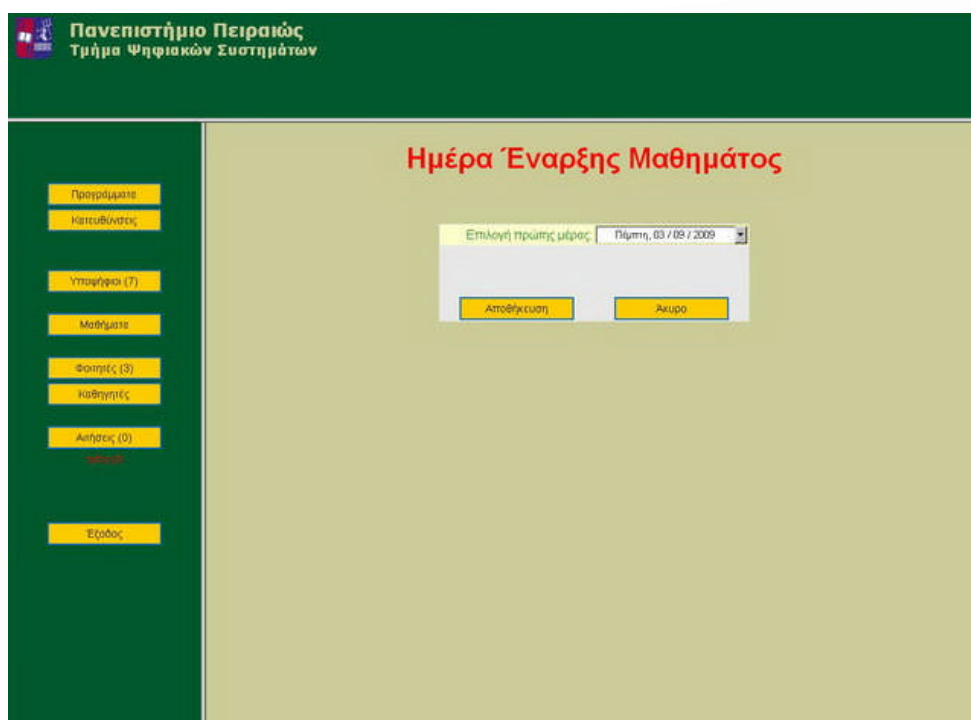 Πανεπιστήμιο Πειραιώς
Τμήμα Ψηφιακών Συστημάτων
Ημέρα Έναρξης Μαθημάτος
Επιλογή πρώτης μέρας: Πέμπτη, 03 / 09 / 2009
Αποθήκευση Άκυρο
Προγράμματα
Κατευθύνσεις
Υποψήφιοι (7)
Μαθήματα
Φοιτητές (3)
Καθηγητές
Αιτήσεις (0)
Έξοδος